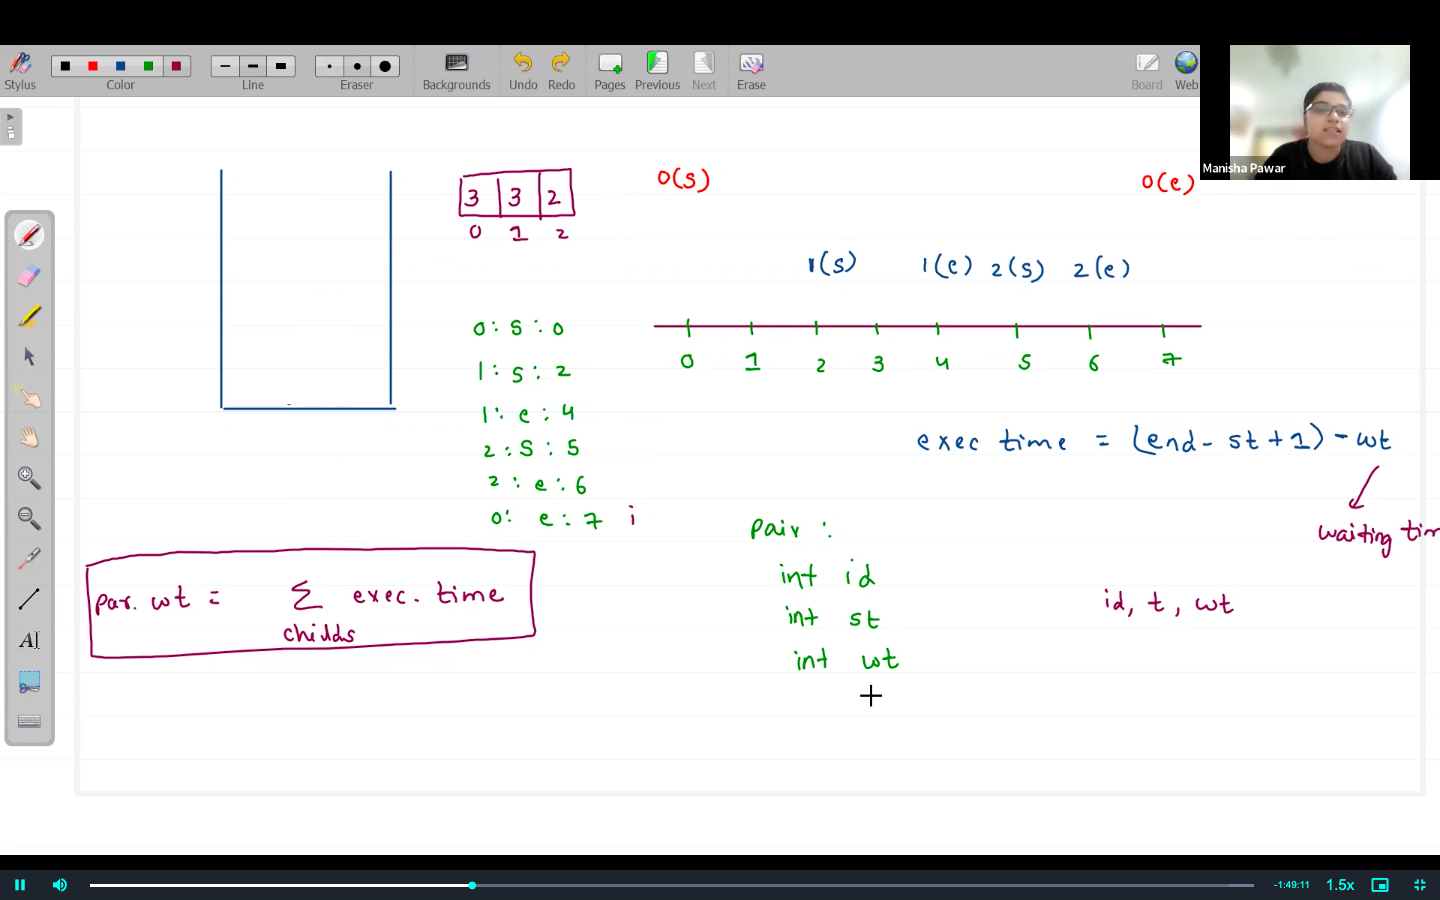 Stylus Color Line Eraser Backgrounds Undo Redo Pages Previous Next Erase Board Web
Manisha Pawar
3 3 2
0 1 2
0(s) 0(e)
1(s) 1(e) 2(s) 2(e)
0 1 2 3 4 5 6 7
0 : S : 0
1 : S : 2
1 : e : 4
2 : S : 5
2 : e : 6
0 : e : 7 i
exec time = (end - st + 1) - wt
waiting tim
par. wt = Σ exec. time
childs
pair :
int id
int st
int wt
id, t, wt
AI
-1:49:11 1.5x